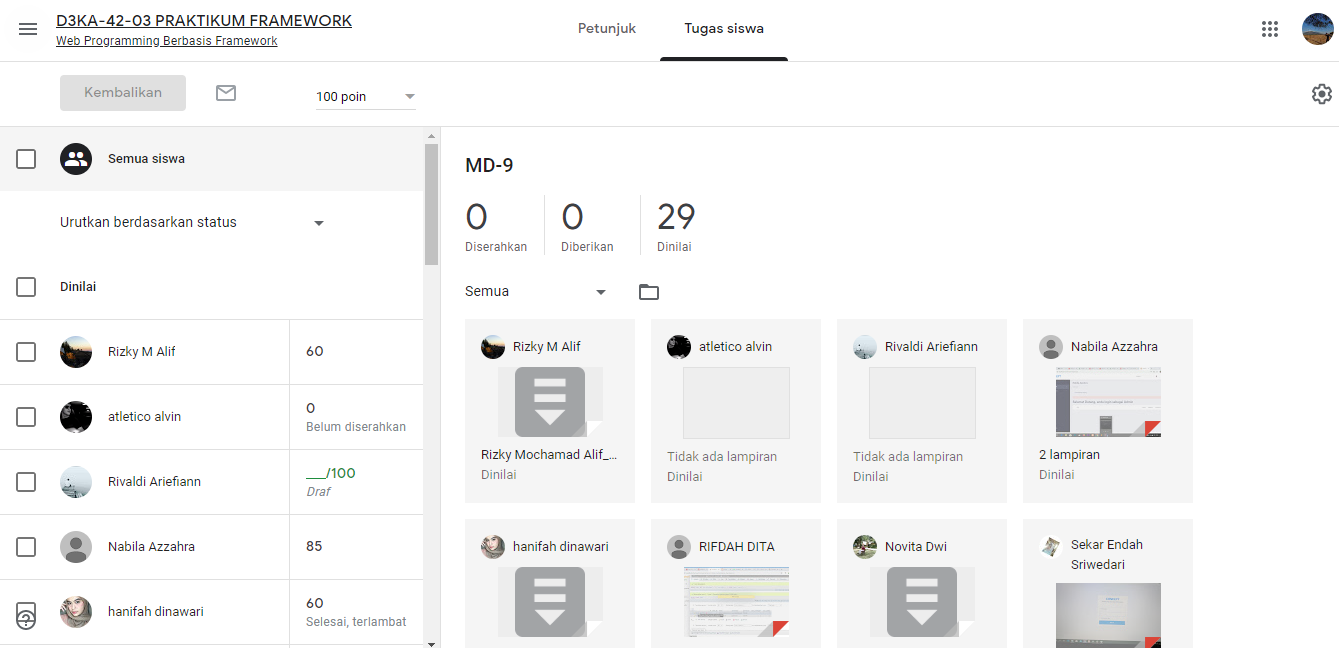 D3KA-42-03 PRAKTIKUM FRAMEWORK
Web Programming Berbasis Framework
Petunjuk
Tugas siswa
Kembalikan
100 poin
Semua siswa
Urutkan berdasarkan status
Dinilai
Rizky M Alif
60
atletico alvin
0
Belum diserahkan
Rivaldi Ariefiann
__/100
Draf
Nabila Azzahra
85
hanifah dinawari
60
Selesai, terlambat
MD-9
0
Diserahkan
0
Diberikan
29
Dinilai
Semua
Rizky M Alif
Rizky Mochamad Alif_...
Dinilai
atletico alvin
Tidak ada lampiran
Dinilai
Rivaldi Ariefiann
Tidak ada lampiran
Dinilai
Nabila Azzahra
2 lampiran
Dinilai
hanifah dinawari
RIFDAH DITA
Novita Dwi
Sekar Endah
Sriwedari